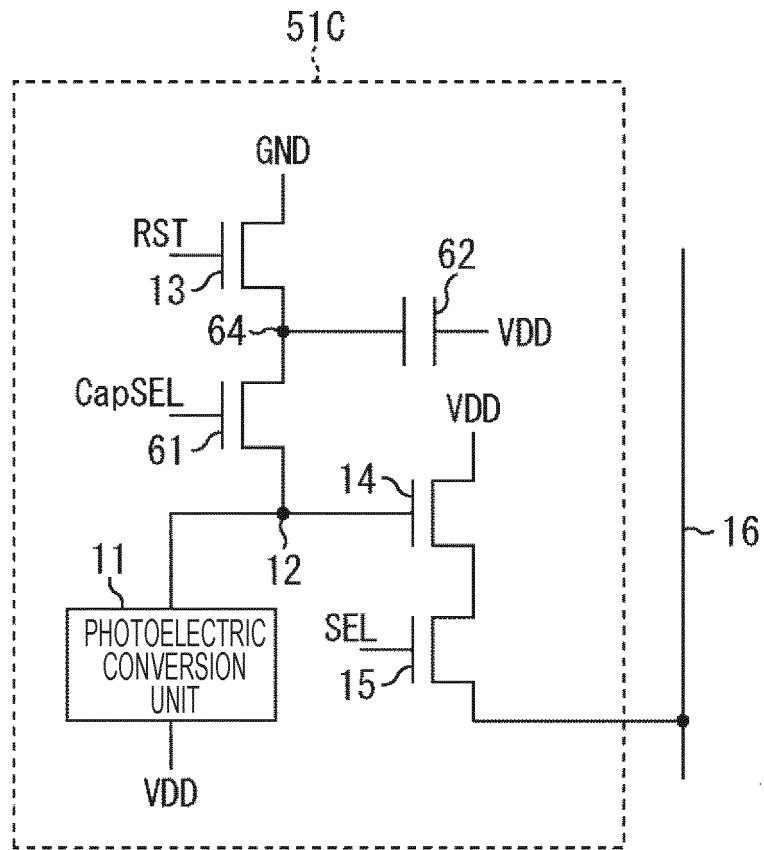 51C
GND
RST
13
62
64
VDD
CapSEL
61
VDD
14
12
16
11
PHOTOELECTRIC
CONVERSION
UNIT
SEL
15
VDD